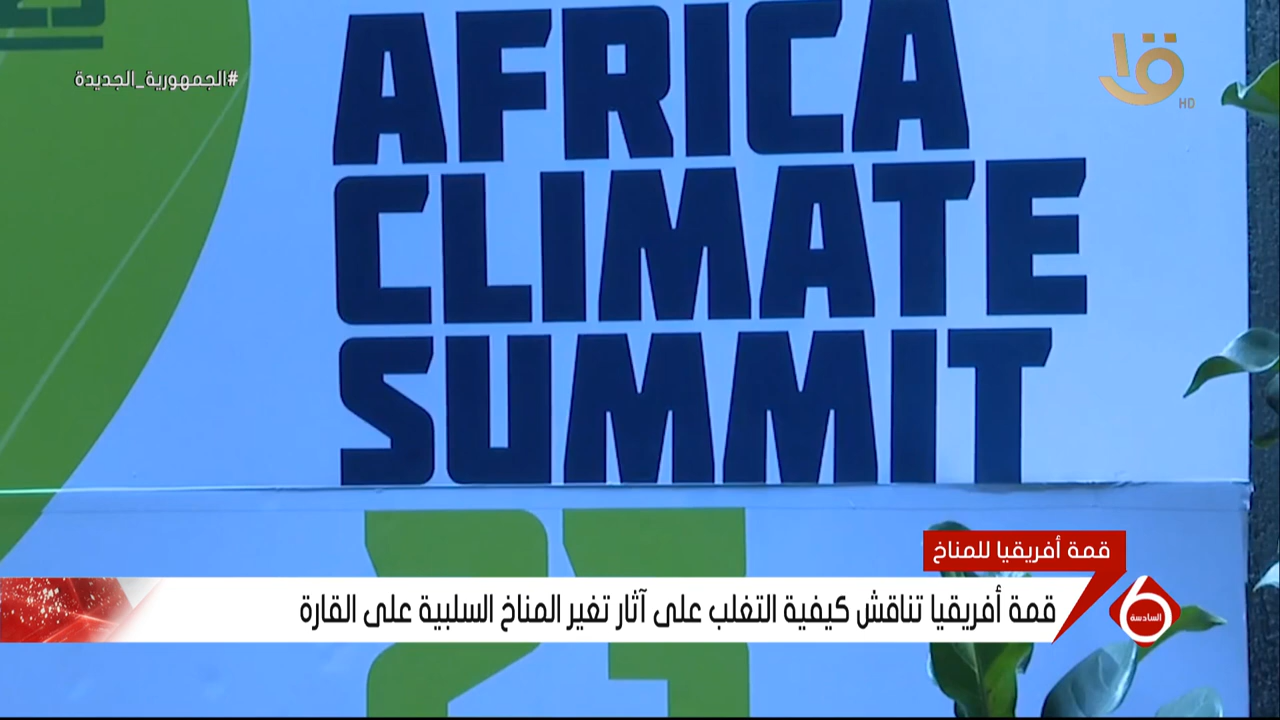 #الجمهورية_الجديدة
HD
AFRICA
CLIMATE
SUMMIT
قمة أفريقيا للمناخ
قمة أفريقيا تناقش كيفية التغلب على آثار تغير المناخ السلبية على القارة
السادسة